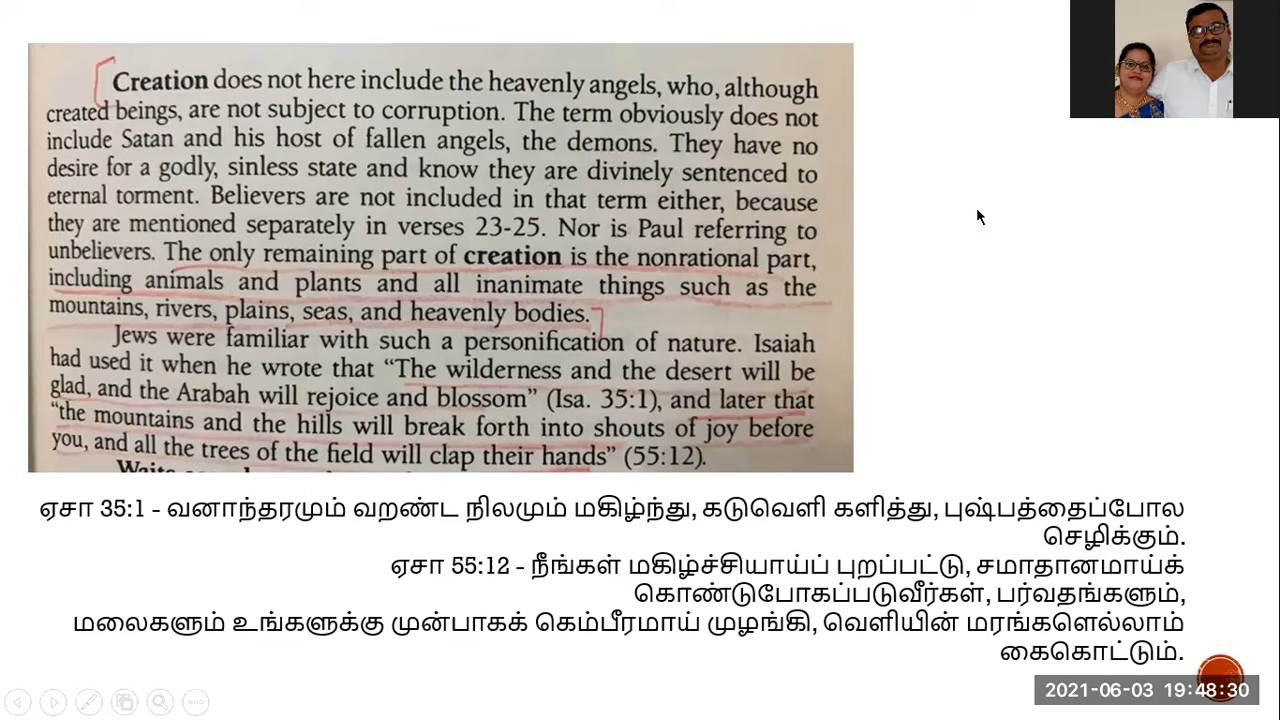 Creation does not here include the heavenly angels, who, although
created beings, are not subject to corruption. The term obviously does not
include Satan and his host of fallen angels, the demons. They have no
desire for a godly, sinless state and know they are divinely sentenced to
eternal torment. Believers are not included in that term either, because
they are mentioned separately in verses 23-25. Nor is Paul referring to
unbelievers. The only remaining part of creation is the nonrational part,
including animals and plants and all inanimate things such as the
mountains, rivers, plains, seas, and heavenly bodies.
Jews were familiar with such a personification of nature. Isaiah
had used it when he wrote that “The wilderness and the desert will be
glad, and the Arabah will rejoice and blossom” (Isa. 35:1), and later that
“the mountains and the hills will break forth into shouts of joy before
you, and all the trees of the field will clap their hands” (55:12).
ஏசா 35:1 - வனாந்தரமும் வறண்ட நிலமும் மகிழ்ந்து, கடுவெளி களித்து, புஷ்பத்தைப்போல
செழிக்கும்.
ஏசா 55:12 - நீங்கள் மகிழ்ச்சியாய்ப் புறப்பட்டு, சமாதானமாய்க்
கொண்டுபோகப்படுவீர்கள், பர்வதங்களும்,
மலைகளும் உங்களுக்கு முன்பாகக் கெம்பீரமாய் முழங்கி, வெளியின் மரங்களெல்லாம்
கைகொட்டும்.
2021-06-03 19:48:30